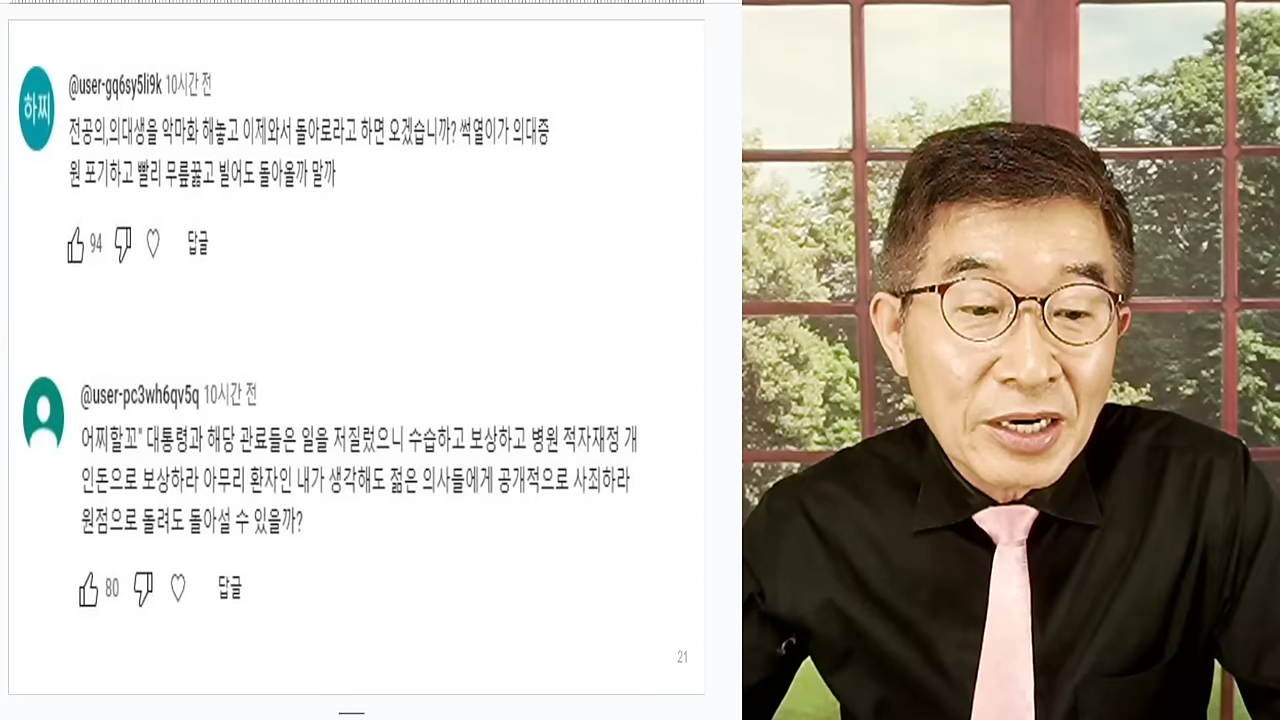 하찌
@user-gq6sy5li9k 10시간 전
전공의,의대생을 악마화 해놓고 이제와서 돌아로라고 하면 오겠습니까? 썩열이가 의대증
원 포기하고 빨리 무릎꿇고 빌어도 돌아올까 말까
94 답글
@user-pc3wh6qv5q 10시간 전
어찌할꼬" 대통령과 해당 관료들은 일을 저질렀으니 수습하고 보상하고 병원 적자재정 개
인돈으로 보상하라 아무리 환자인 내가 생각해도 젊은 의사들에게 공개적으로 사죄하라
원점으로 돌려도 돌아설 수 있을까?
80 답글
21